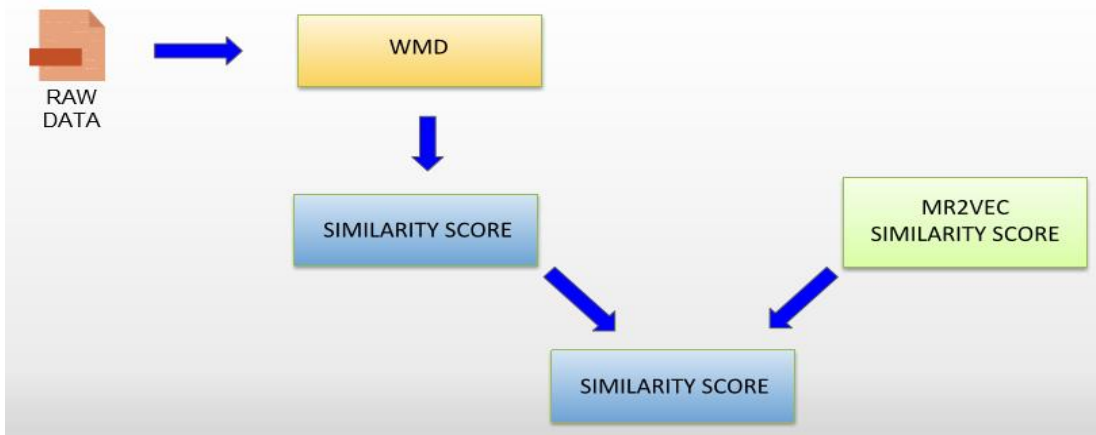 RAW
DATA
WMD
SIMILARITY SCORE
MR2VEC
SIMILARITY SCORE
SIMILARITY SCORE